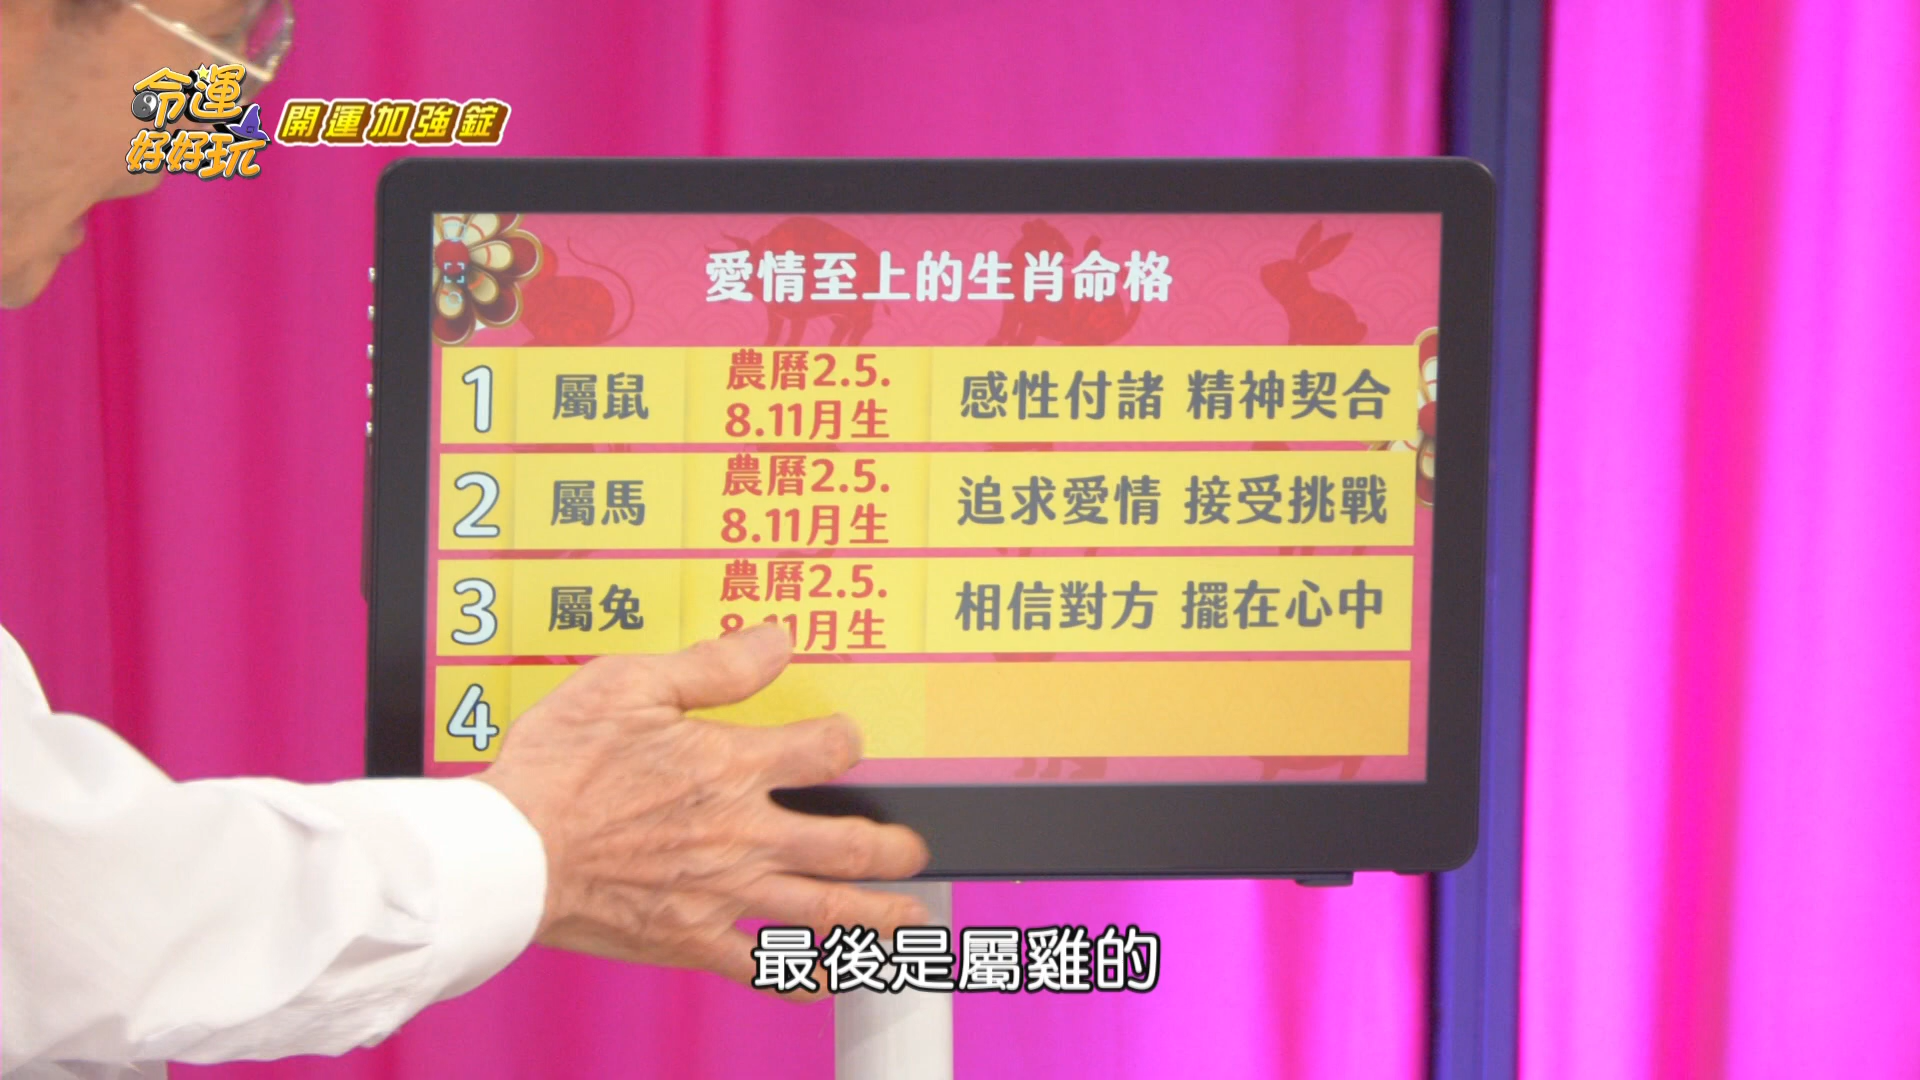 命運
好好玩
開運加強錠
愛情至上的生肖命格
1 屬鼠 農曆2.5.
8.11月生 感性付諸 精神契合
2 屬馬 農曆2.5.
8.11月生 追求愛情 接受挑戰
3 屬兔 農曆2.5.
8.11月生 相信對方 擺在心中
4
最後是屬雞的